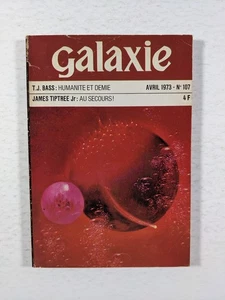 galaxie
T.J. BASS: HUMANITE ET DEMIE
AVRIL 1973 - N° 107
JAMES TIPTREE Jr: AU SECOURS!
4 F